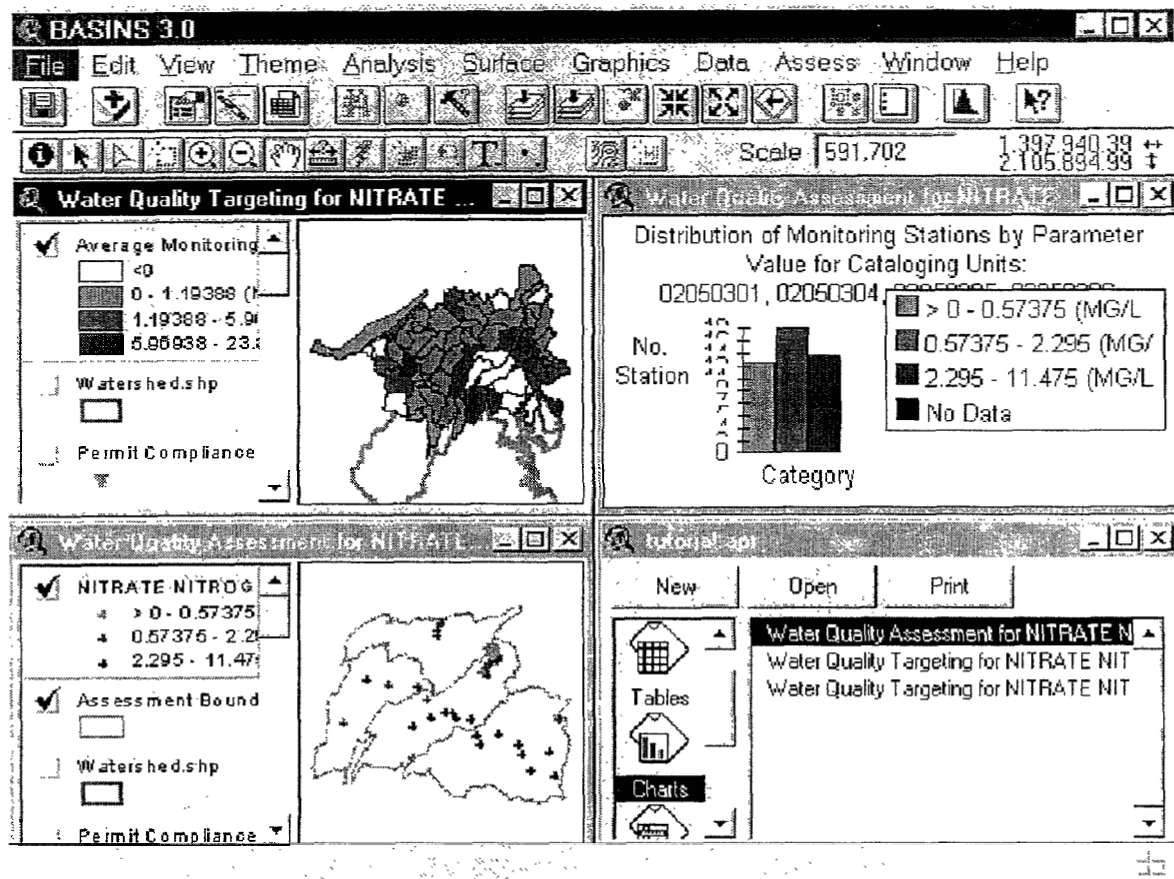 BASINS 3.0
File Edit View Theme Analysis Surface Graphics Data Assess Window Help
Scale 591,702
1,397,940.39
2,105,894.99
Water Quality Targeting for NITRATE ...
Average Monitoring
<0
0 - 1.19388 (
1.19388 - 5.9
5.96938 - 23.
Watershed.shp
Permit Compliance
Water Quality Assessment for NITRATE
Distribution of Monitoring Stations by Parameter
Value for Cataloging Units:
02050301, 02050304,
No.
Station
0
Category
> 0 - 0.57375 (MG/L
0.57375 - 2.295 (MG/
2.295 - 11.475 (MG/L
No Data
Water Quality Assessment for NITRATE...
NITRATE NITROG
> 0 - 0.57375
0.57375 - 2.2
2.295 - 11.47
Assessment Bound
Watershed.shp
Permit Compliance
tutorial.apr
New Open Print
Tables
Charts
Water Quality Assessment for NITRATE N
Water Quality Targeting for NITRATE NIT
Water Quality Targeting for NITRATE NIT